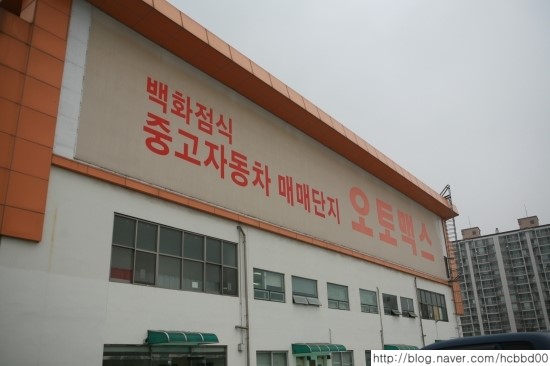 백화점식
중고자동차 매매단지 오토맥스
http://blog.naver.com/hcbbd00